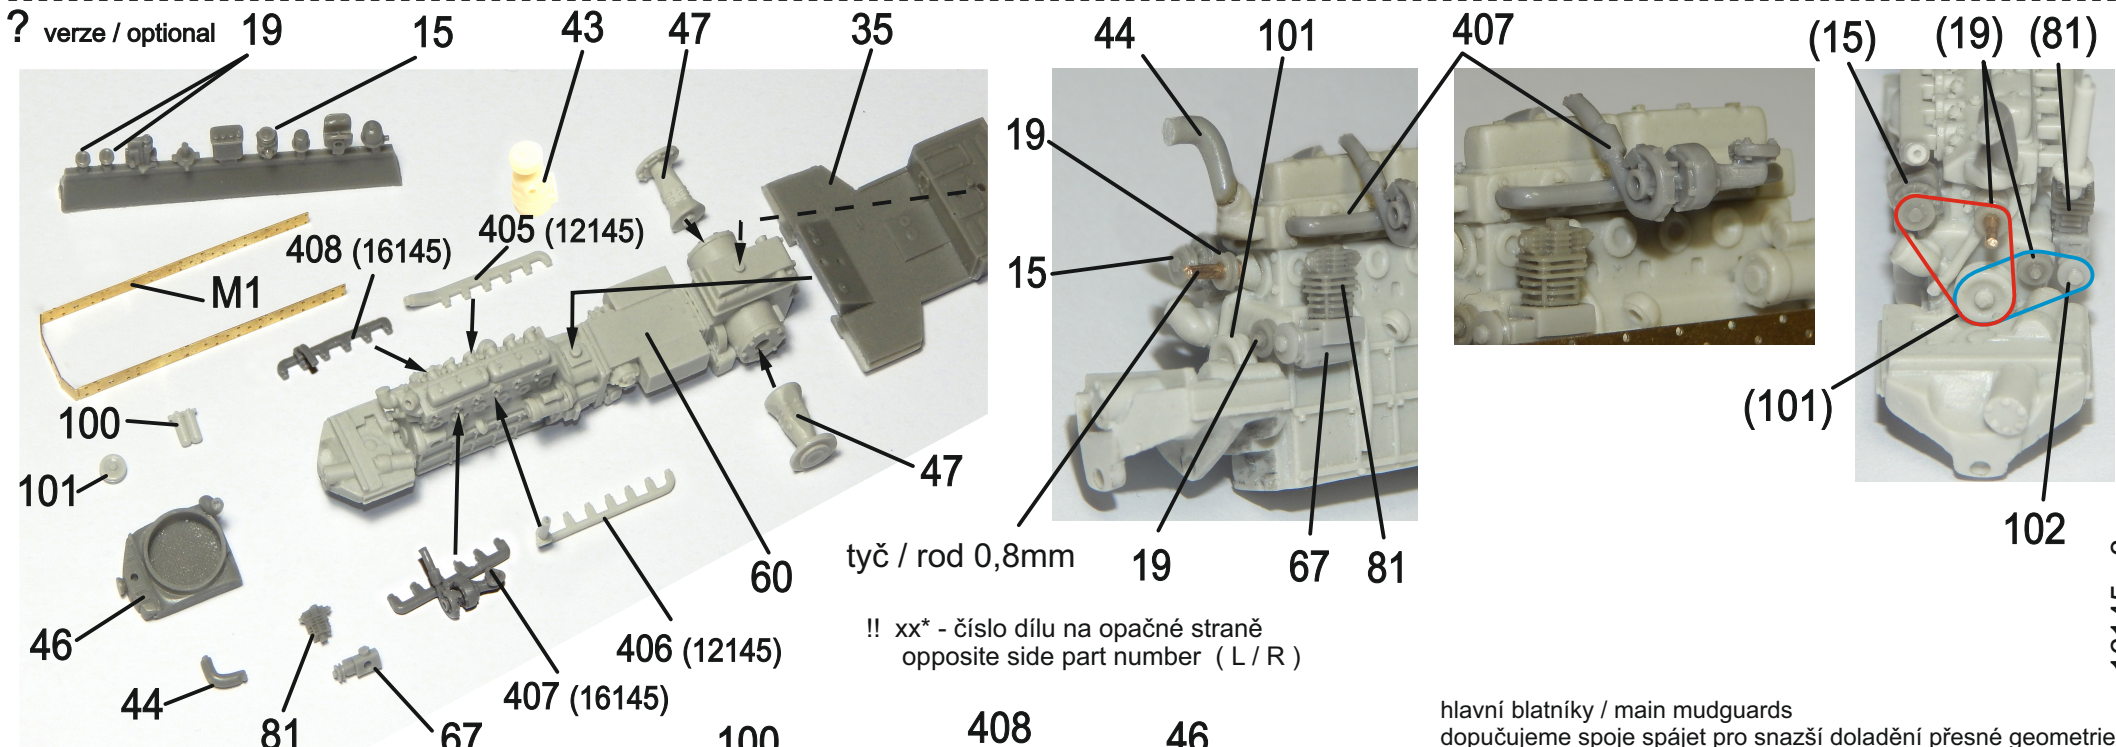 ? verze / optional 19 15 43 47 35 44 101 407 (15) (19) (81)
19
405 (12145)
408 (16145)
15
M1
100
(101)
101
47
102
tyč / rod 0,8mm
19 67 81
60
46
!! xx* - číslo dílu na opačné straně
406 (12145)
opposite side part number ( L / R )
407 (16145)
44
81 67
100 408 46
hlavní blatníky / main mudguards
dopučujeme spoje spájet pro snazší doladění přesné geometrie